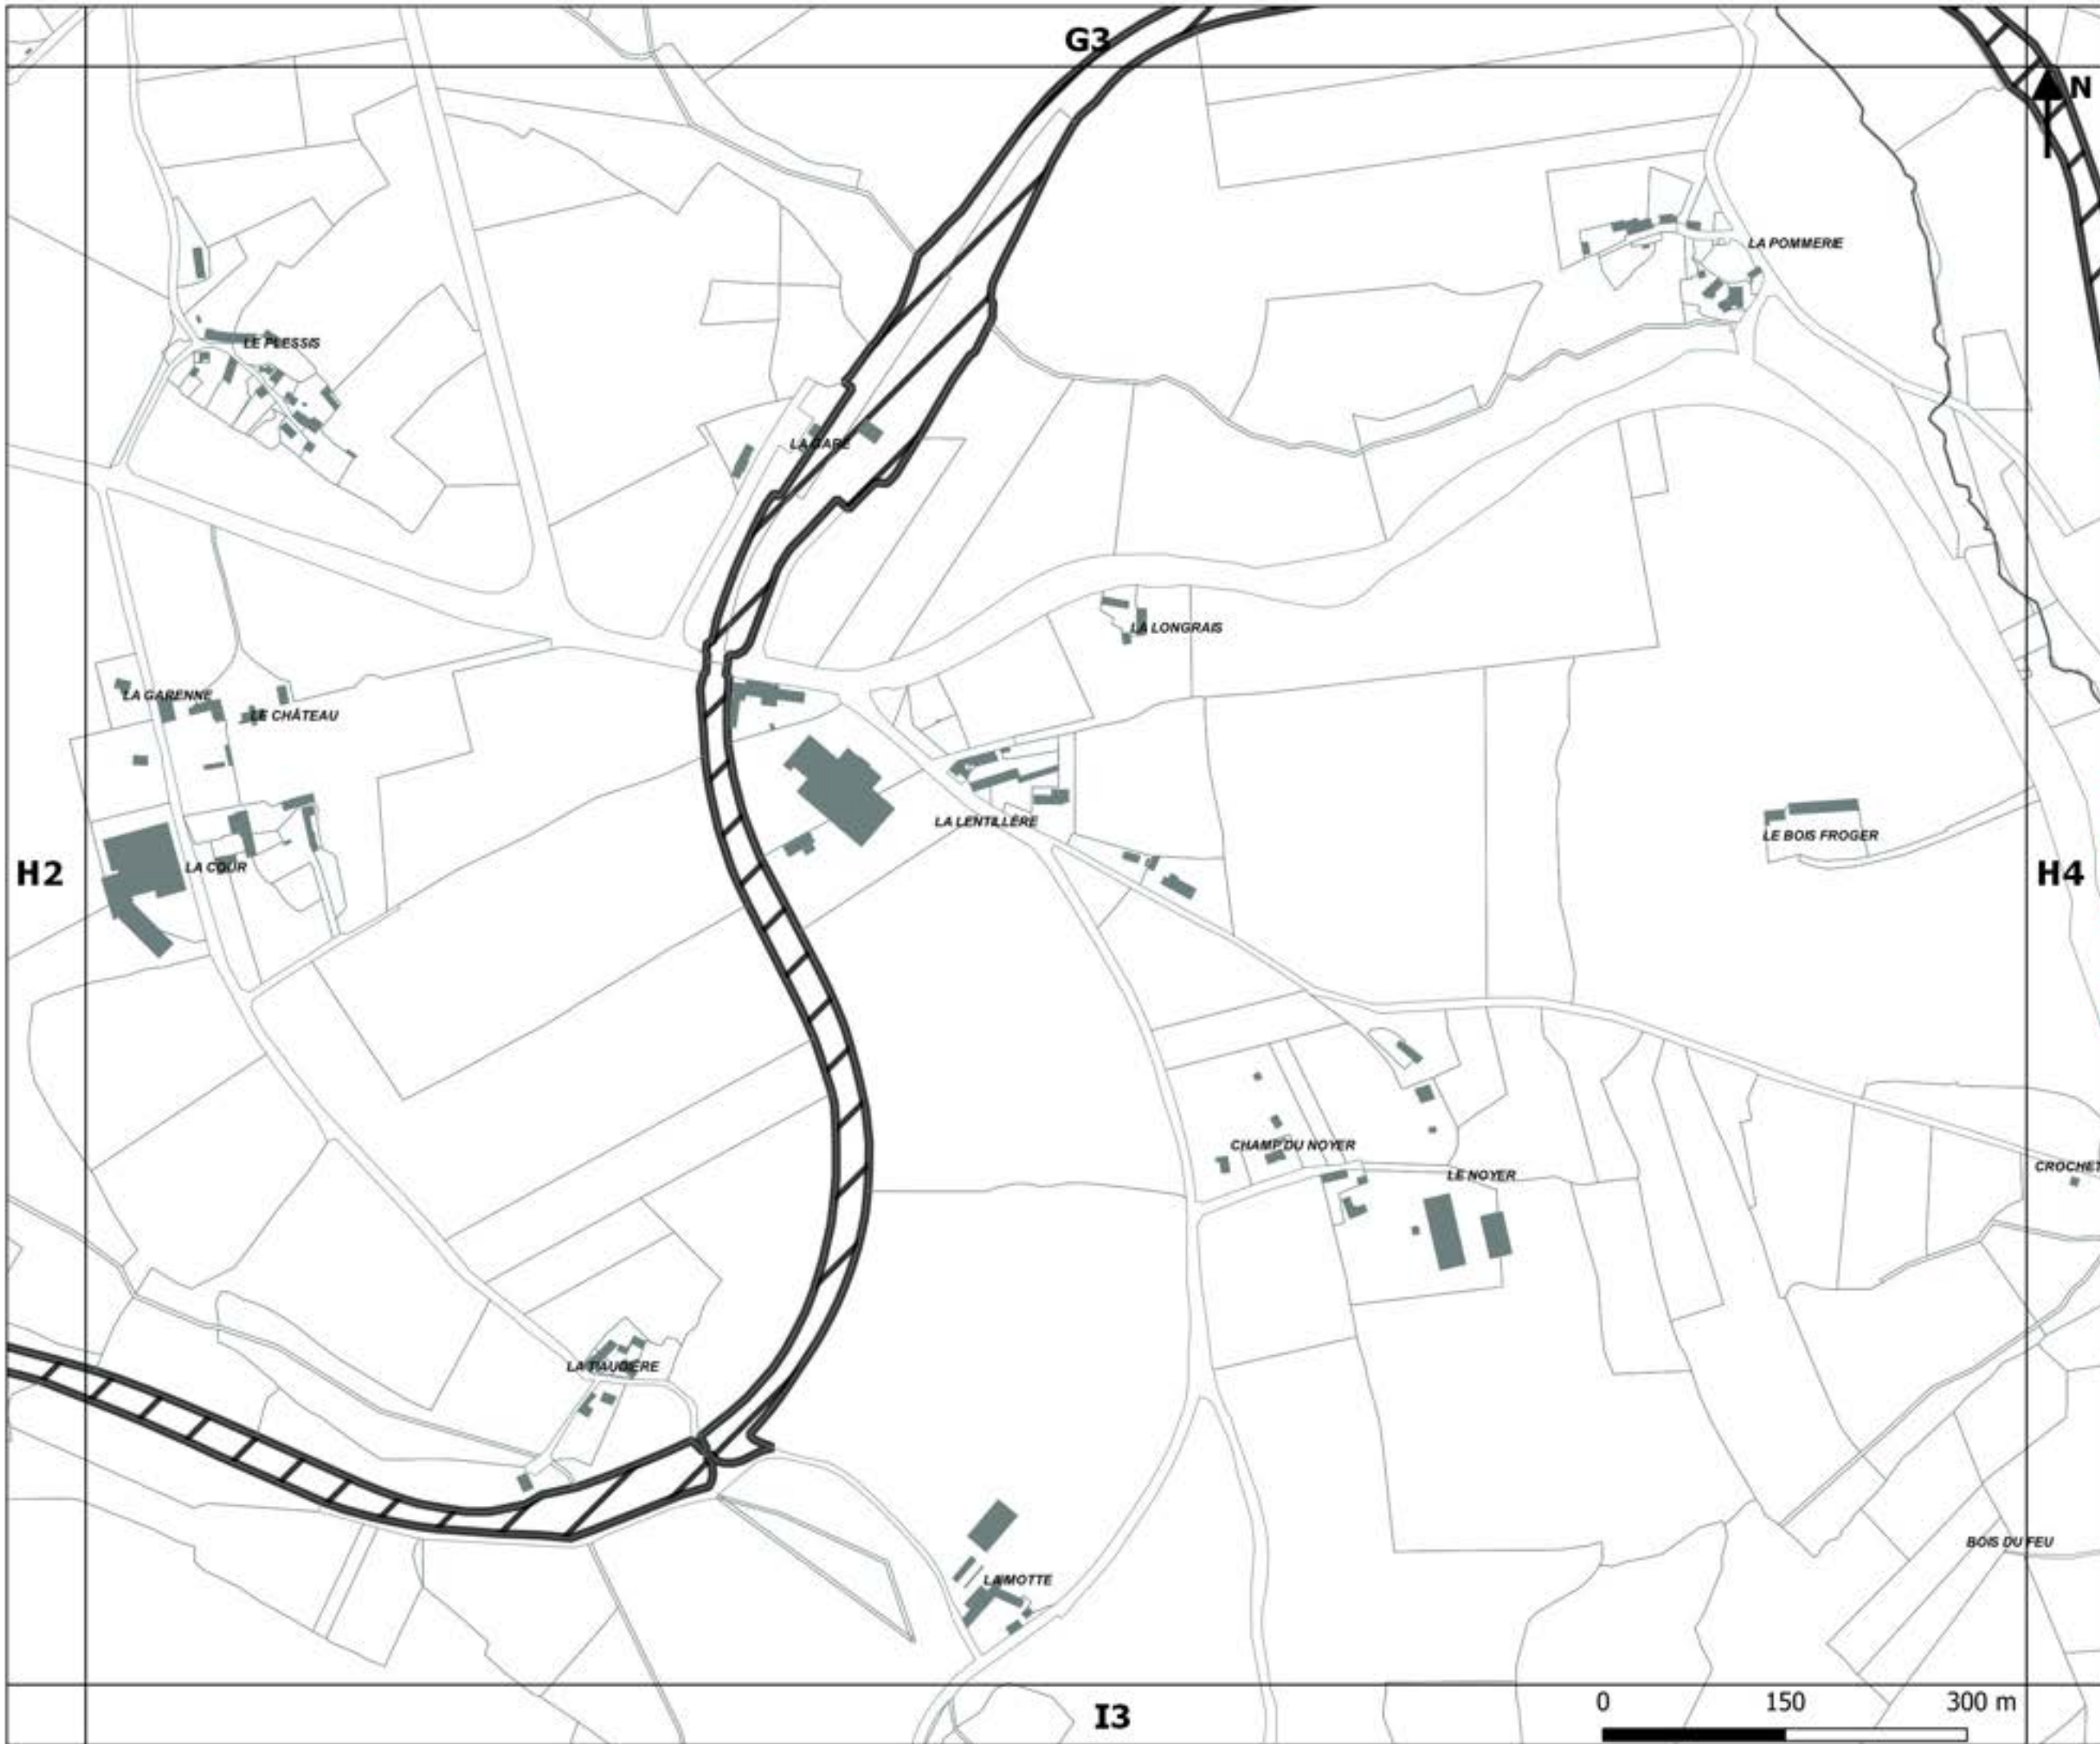 G3
N
LA POMMERIE
LE PLESSIS
LA GARE
LA LONGRAIS
LA GARENNE
LE CHÂTEAU
LA LENTILLÈRE
LE BOIS FROGER
LA COUR
H2
H4
CHAMP DU NOYER
CROCHET
LE NOYER
LA PAUDIÈRE
BOIS DU FEU
LA MOTTE
0 150 300 m
I3